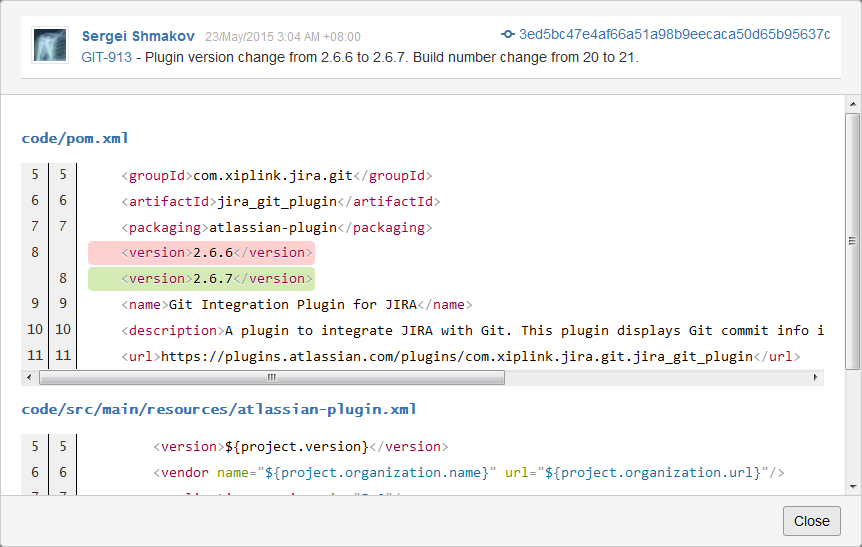 Sergei Shmakov 23/May/2015 3:04 AM +08:00 3ed5bc47e4af66a51a98b9eecaca50d65b95637c
GIT-913 - Plugin version change from 2.6.6 to 2.6.7. Build number change from 20 to 21.
code/pom.xml
5 5 <groupId>com.xiplink.jira.git</groupId>
6 6 <artifactId>jira_git_plugin</artifactId>
7 7 <packaging>atlassian-plugin</packaging>
8 <version>2.6.6</version>
8 <version>2.6.7</version>
9 9 <name>Git Integration Plugin for JIRA</name>
10 10 <description>A plugin to integrate JIRA with Git. This plugin displays Git commit info i
11 11 <url>https://plugins.atlassian.com/plugins/com.xiplink.jira.git.jira_git_plugin</url>
code/src/main/resources/atlassian-plugin.xml
5 5 <version>${project.version}</version>
6 6 <vendor name="${project.organization.name}" url="${project.organization.url}"/>
Close